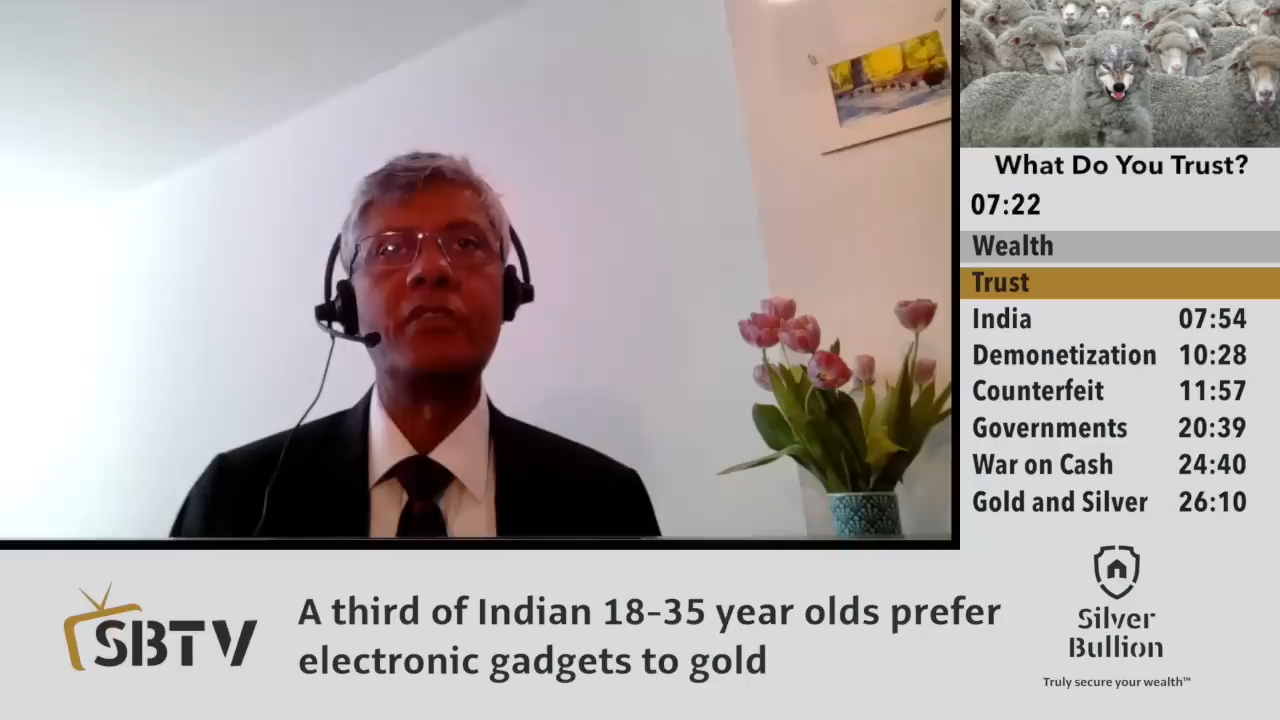 What Do You Trust?
07:22
Wealth
Trust
India 07:54
Demonetization 10:28
Counterfeit 11:57
Governments 20:39
War on Cash 24:40
Gold and Silver 26:10
SBTV
A third of Indian 18-35 year olds prefer
electronic gadgets to gold
Silver
Bullion
Truly secure your wealth™